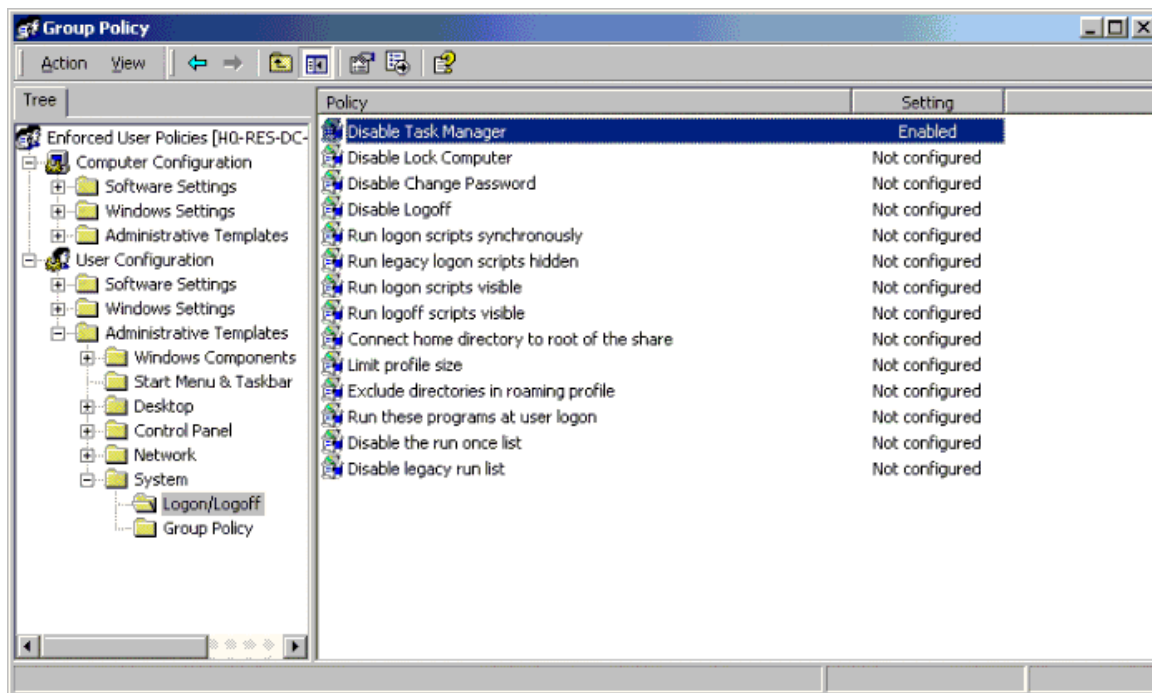 Group Policy
Action View
Tree
Policy Setting
Enforced User Policies [HQ-RES-DC-
Computer Configuration
Software Settings
Windows Settings
Administrative Templates
User Configuration
Software Settings
Windows Settings
Administrative Templates
Windows Components
Start Menu & Taskbar
Desktop
Control Panel
Network
System
Logon/Logoff
Group Policy
Disable Task Manager Enabled
Disable Lock Computer Not configured
Disable Change Password Not configured
Disable Logoff Not configured
Run logon scripts synchronously Not configured
Run legacy logon scripts hidden Not configured
Run logon scripts visible Not configured
Run logoff scripts visible Not configured
Connect home directory to root of the share Not configured
Limit profile size Not configured
Exclude directories in roaming profile Not configured
Run these programs at user logon Not configured
Disable the run once list Not configured
Disable legacy run list Not configured